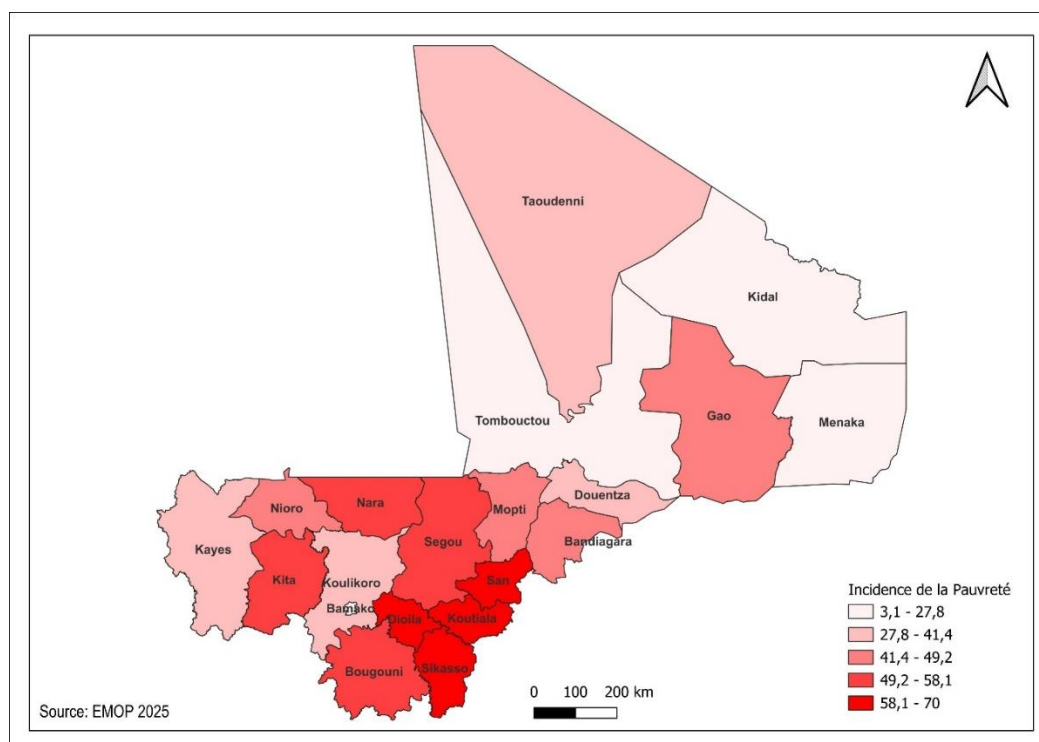 Taoudenni
Kidal
Tombouctou
Gao
Menaka
Douentza
Nioro
Nara
Mopti
Segou
Bandiagara
Kayes
Kita
Koulikoro
San
Bamako
Dioila
Koutiala
Bougouni
Sikasso
Incidence de la Pauvreté
3,1 - 27,8
27,8 - 41,4
41,4 - 49,2
49,2 - 58,1
58,1 - 70
0 100 200 km
Source: EMOP 2025